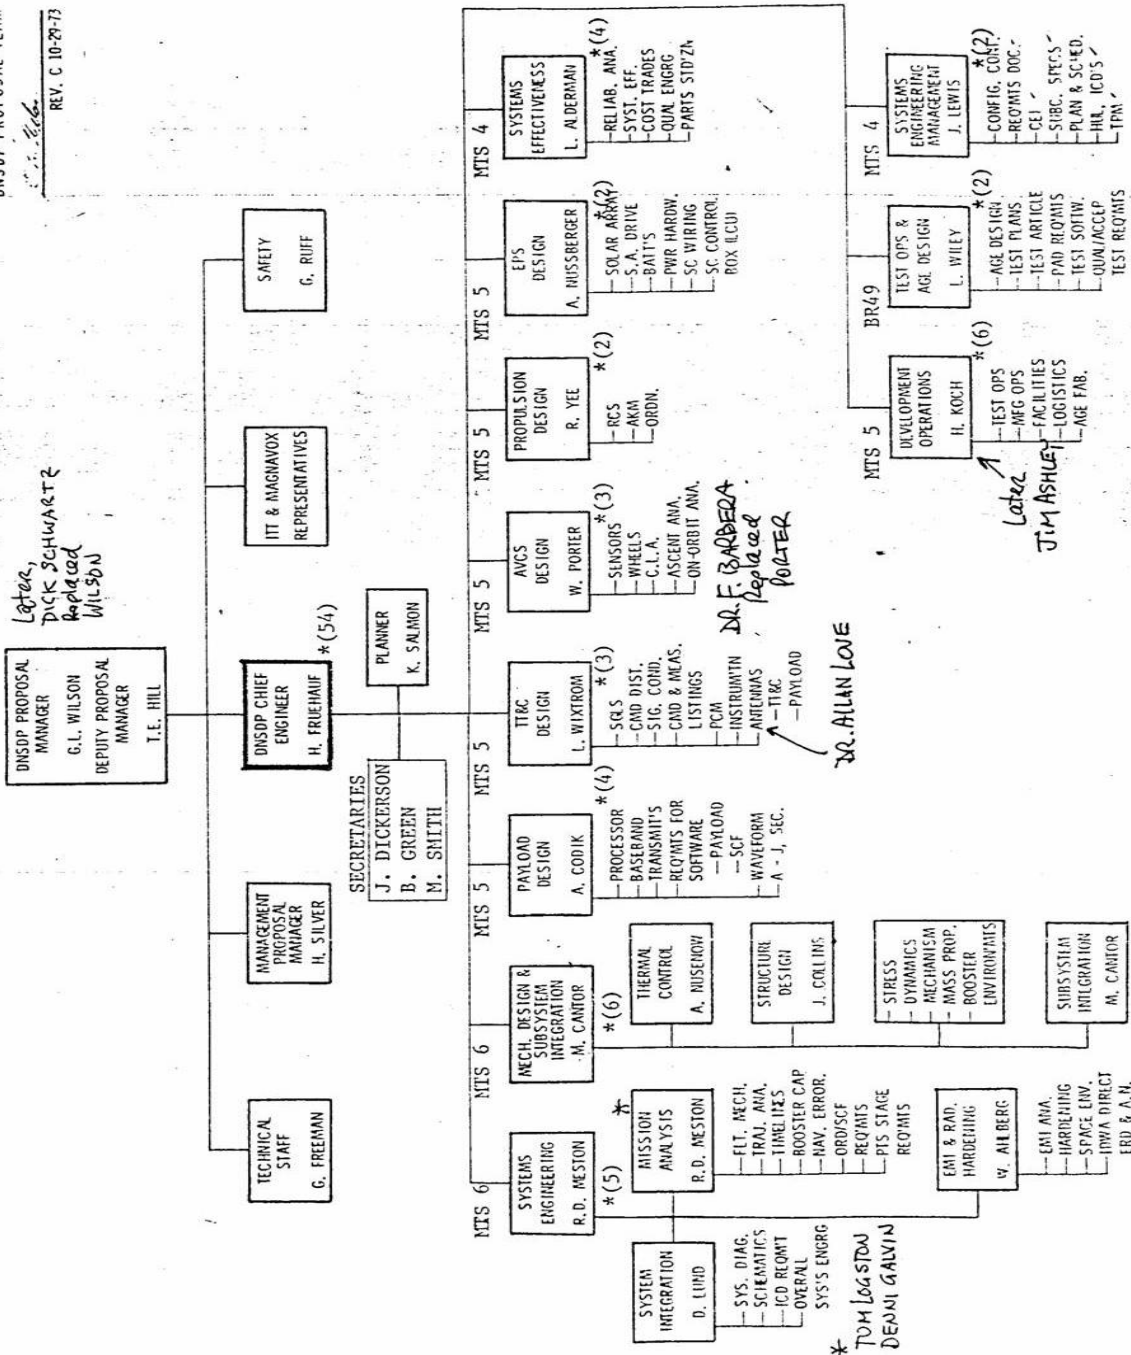 DNSDP PROPOSAL TEAM
REV. C 10-29-73
Later,
DICK SCHWARTZ
Replaced
WILSON
DNSDP PROPOSAL
MANAGER
G.L. WILSON
DEPUTY PROPOSAL
MANAGER
T.E. HILL
TECHNICAL
STAFF
G. FREEMAN
MANAGEMENT
PROPOSAL
MANAGER
H. SILVER
DNSDP CHIEF
ENGINEER
H. FRUEHAUF
*(54)
ITT & MAGNAVOX
REPRESENTATIVES
SAFETY
G. RUFF
SECRETARIES
J. DICKERSON
B. GREEN
M. SMITH
PLANNER
K. SALMON
MTS 6
SYSTEMS
ENGINEERING
R.D. MESTON
*(5)
SYSTEM
INTEGRATION
D. LUND
SYS. DIAG.
SCHEMATICS
ICD REQM'T
OVERALL
SYS'S ENGRG
*
MISSION
ANALYSIS
R.D. MESTON
FLT. MECH.
TRAJ. ANA.
TIMELINES
BOOSTER CAP
NAV. ERROR.
ORD/SCF
REQ'MTS
PTS STAGE
REQ'MTS
EMI & RAD.
HARDENING
W. AHLBERG
EMI ANA.
HARDENING
SPACE ENV.
IDWA DIRECT
ERD & A.N.
*
TOM LOGSTON
DENNI GALVIN
MTS 6
MECH. DESIGN &
SUBSYSTEM
INTEGRATION
M. CANTOR
*(6)
THERMAL
CONTROL
A. NUSENOW
STRUCTURE
DESIGN
J. COLLINS
STRESS
DYNAMICS
MECHANISM
MASS PROP.
BOOSTER
ENVIRON'MTS
SUBSYSTEM
INTEGRATION
M. CANTOR
MTS 5
PAYLOAD
DESIGN
A. CODIK
*(4)
PROCESSOR
BASEBAND
TRANSMIT'S
REQ'MTS FOR
SOFTWARE
—PAYLOAD
—SCF
WAVEFORM
A - J, SEC.
MTS 5
TT&C
DESIGN
L. WIXTROM
*(3)
SGLS
CMD DIST.
SIG. COND.
CMD & MEAS.
LISTINGS
PCM
INSTRUM'TN
ANTENNAS
—TT&C
—PAYLOAD
DR. ALLAN LOVE
MTS 5
AVCS
DESIGN
W. PORTER
*(3)
SENSORS
WHEELS
C.L.A.
ASCENT ANA.
ON-ORBIT ANA.
DR. F. BARBERA
Replaced
PORTER
MTS 5
PROPULSION
DESIGN
R. YEE
*(2)
RCS
AKM
ORDN.
MTS 5
EPS
DESIGN
A. NUSSBERGER
*(2)
SOLAR ARRAY
S.A. DRIVE
BATT'S
PWR HARDW.
SC WIRING
SC CONTROL
BOX (LCU)
MTS 4
SYSTEMS
EFFECTIVENESS
L. ALDERMAN
*(4)
RELIAB. ANA.
SYST. EFF.
COST TRADES
QUAL ENGRG
PARTS STD'ZN
MTS 5
DEVELOPMENT
OPERATIONS
H. KOCH
*(6)
TEST OPS
MFG OPS
FACILITIES
LOGISTICS
AGE FAB.
Later
JIM ASHLEY
BR49
TEST OPS &
AGE DESIGN
L. WILEY
*(2)
AGE DESIGN
TEST PLANS.
TEST ARTICLE
PAD REQ'MTS
TEST SOFTW.
QUAL/ACCEP
TEST REQ'MTS
MTS 4
SYSTEMS
ENGINEERING
MANAGEMENT
J. LEWIS
*(2)
CONFIG. CONT.
REQ'MTS DOC.
CEI
SUBC. SPECS
PLAN & SCHED.
HDL, ICD'S
TPM